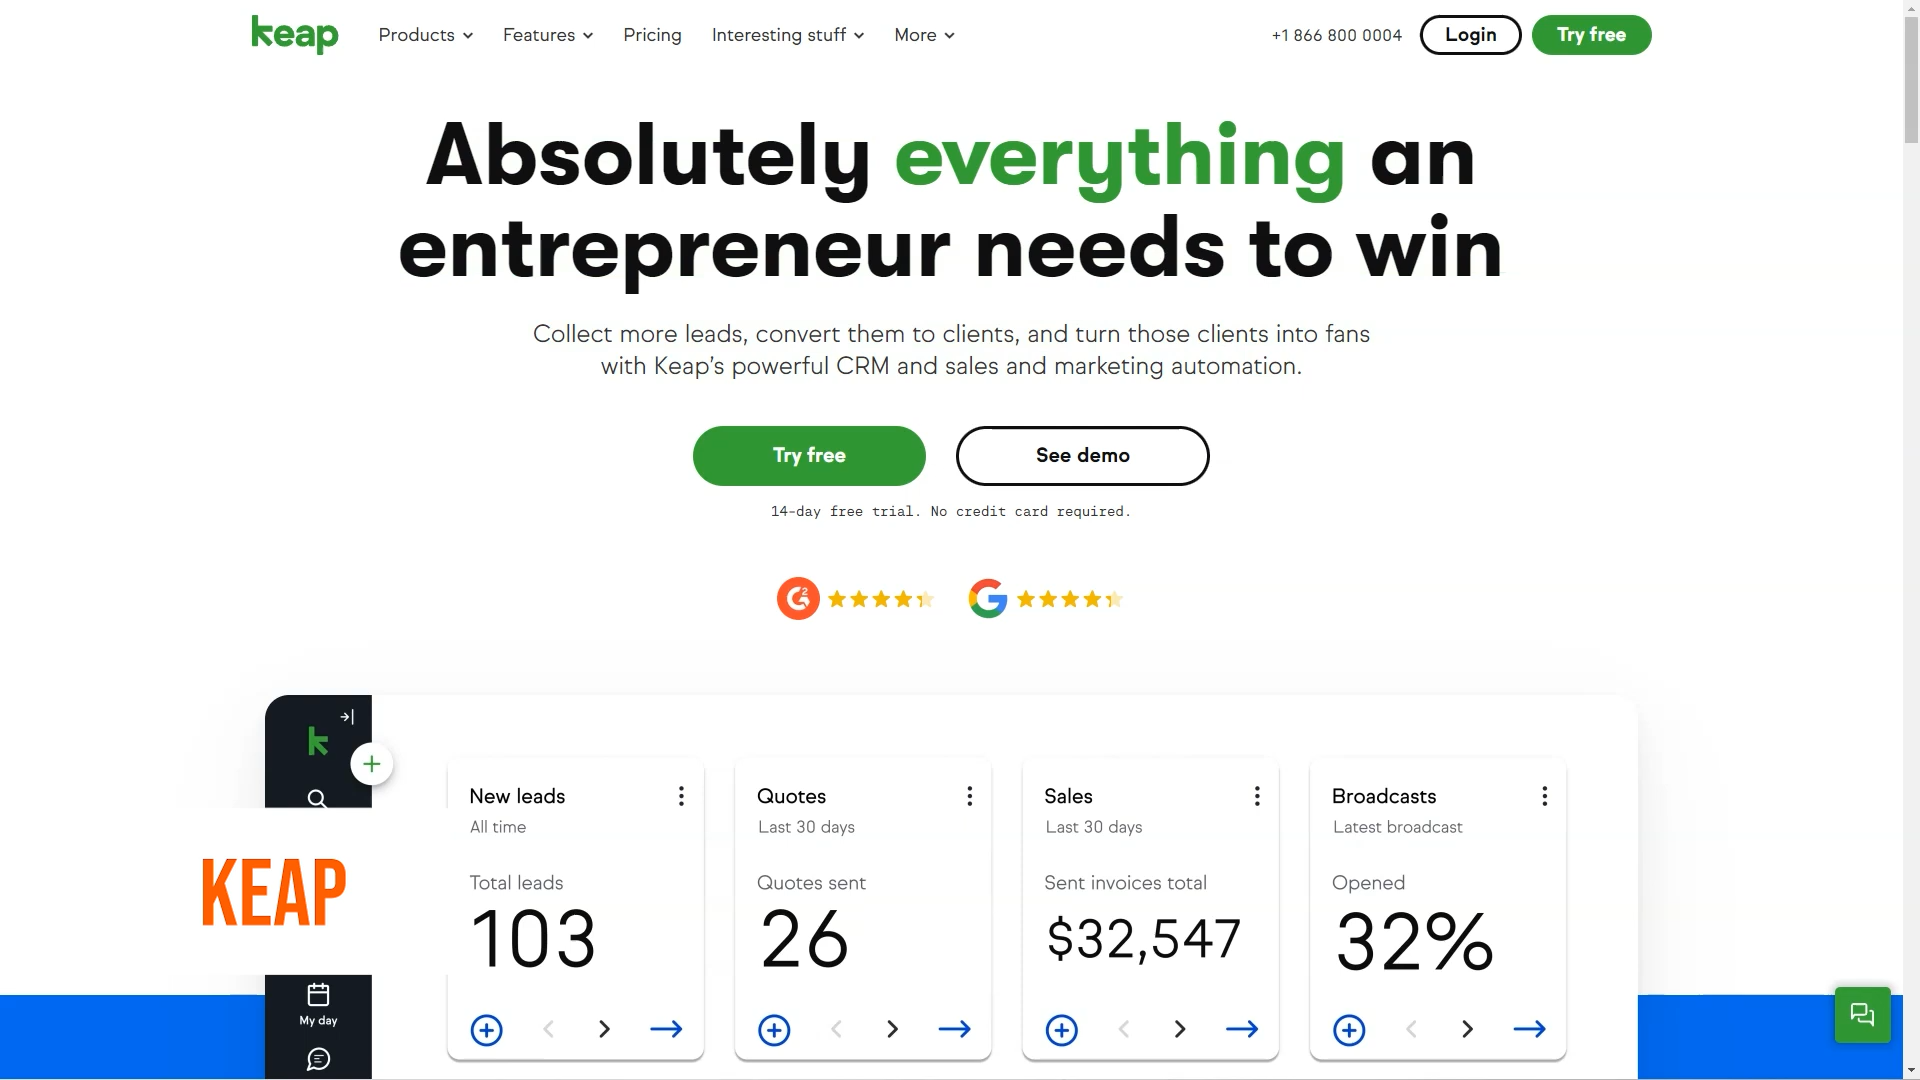 keap
Products
Features
Pricing
Interesting stuff
More
+1 866 800 0004
Login
Try free
Absolutely everything an
entrepreneur needs to win
Collect more leads, convert them to clients, and turn those clients into fans
with Keap’s powerful CRM and sales and marketing automation.
Try free
See demo
14-day free trial. No credit card required.
New leads
All time
Total leads
103
Quotes
Last 30 days
Quotes sent
26
Sales
Last 30 days
Sent invoices total
$32,547
Broadcasts
Latest broadcast
Opened
32%
KEAP
My day